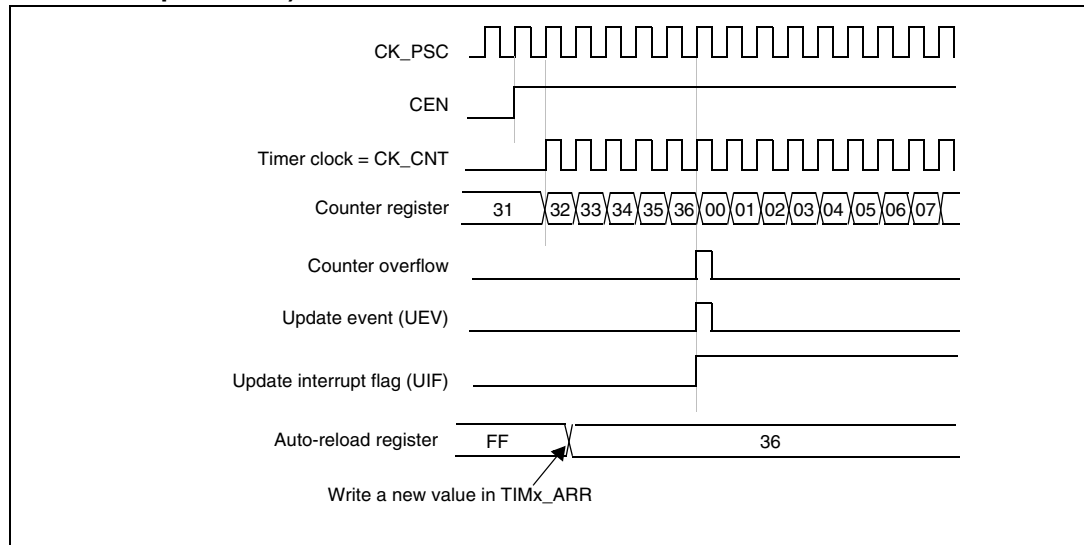 CK_PSC
CEN
Timer clock = CK_CNT
Counter register 31 32 33 34 35 36 00 01 02 03 04 05 06 07
Counter overflow
Update event (UEV)
Update interrupt flag (UIF)
Auto-reload register FF 36
Write a new value in TIMx_ARR